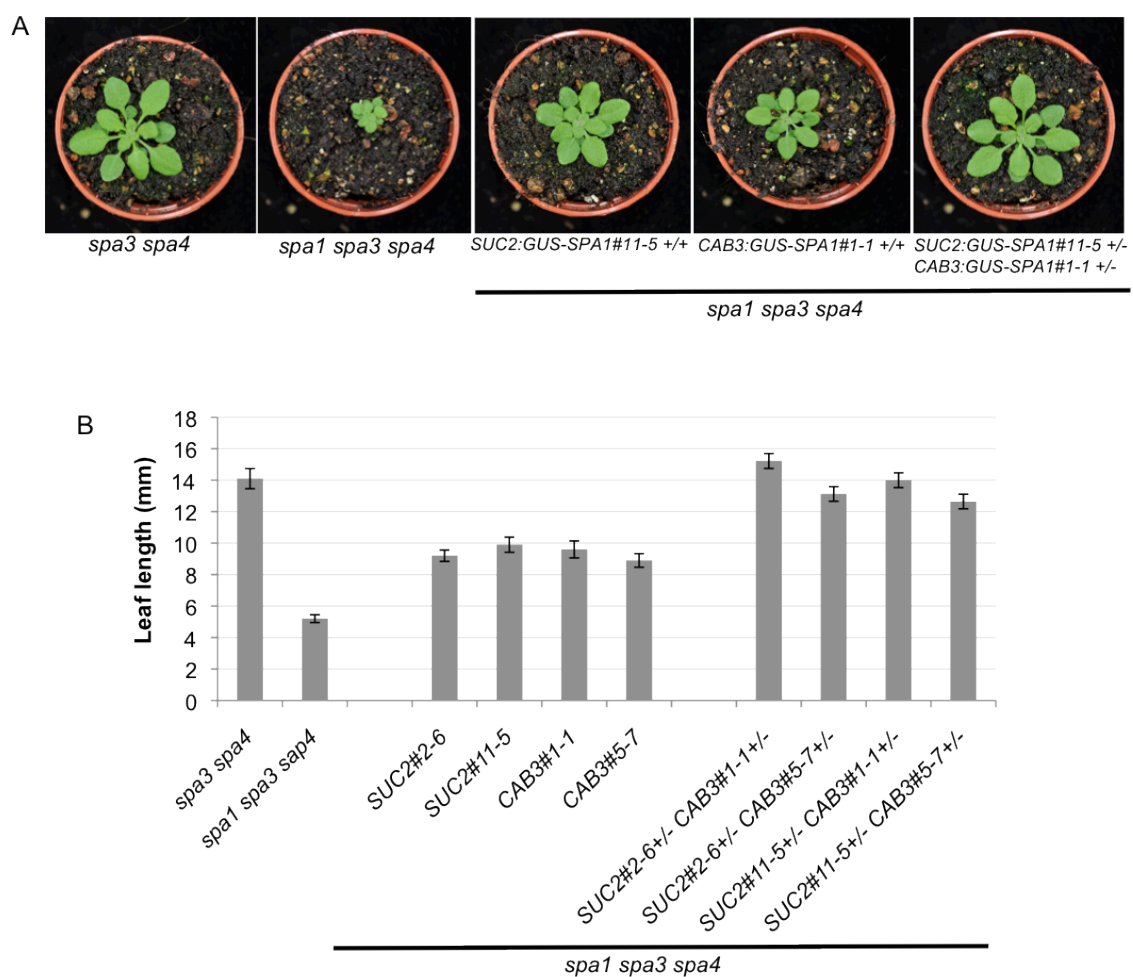 A
spa3 spa4
spa1 spa3 spa4
SUC2:GUS-SPA1#11-5 +/+
CAB3:GUS-SPA1#1-1 +/+
SUC2:GUS-SPA1#11-5 +/-
CAB3:GUS-SPA1#1-1 +/-
spa1 spa3 spa4
B
Leaf length (mm)
18
16
14
12
10
8
6
4
2
0
spa3 spa4
spa1 spa3 sap4
SUC2#2-6
SUC2#11-5
CAB3#1-1
CAB3#5-7
SUC2#2-6+/- CAB3#1-1+/-
SUC2#2-6+/- CAB3#5-7+/-
SUC2#11-5+/- CAB3#1-1+/-
SUC2#11-5+/- CAB3#5-7+/-
spa1 spa3 spa4